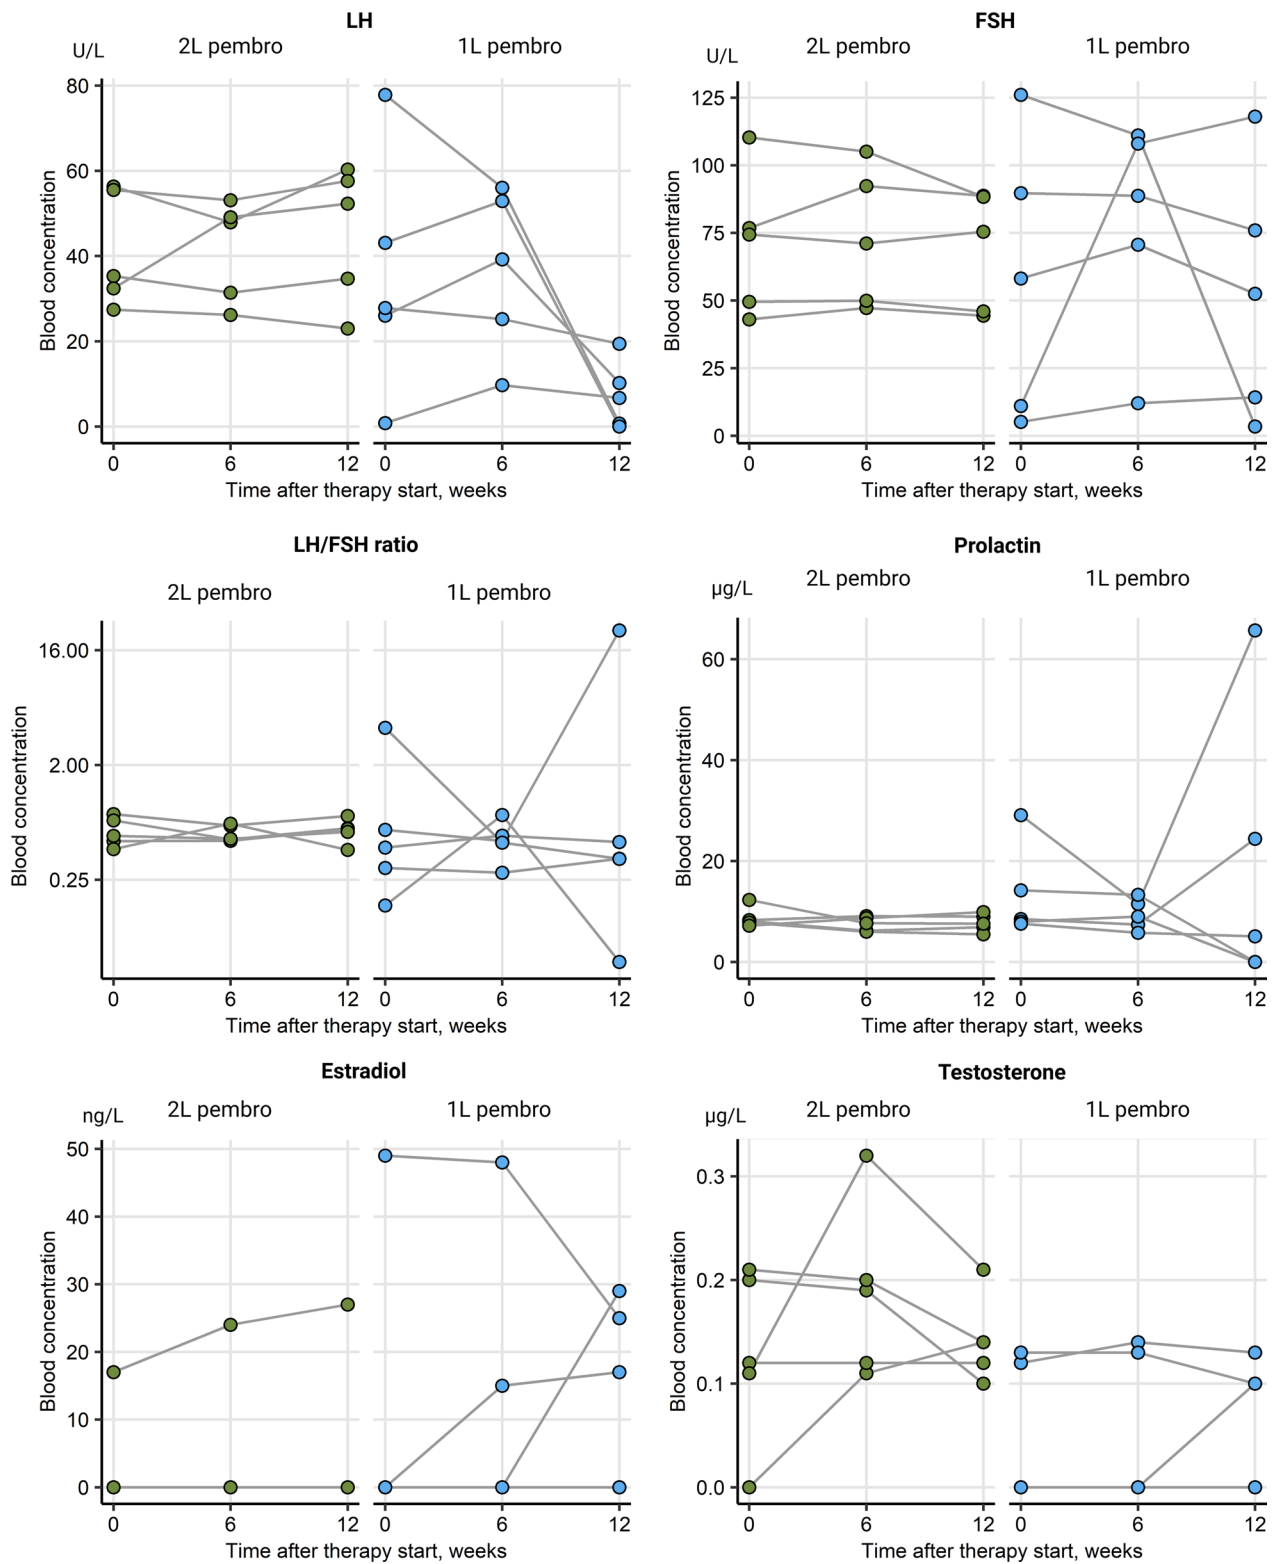 LH
2L pembro
1L pembro
U/L
80
60
40
20
0
Blood concentration
0 6 12 0 6 12
Time after therapy start, weeks
FSH
2L pembro
1L pembro
U/L
125
100
75
50
25
0
Blood concentration
0 6 12 0 6 12
Time after therapy start, weeks
LH/FSH ratio
2L pembro
1L pembro
16.00
2.00
0.25
Blood concentration
0 6 12 0 6 12
Time after therapy start, weeks
Prolactin
2L pembro
1L pembro
µg/L
60
40
20
0
Blood concentration
0 6 12 0 6 12
Time after therapy start, weeks
Estradiol
2L pembro
1L pembro
ng/L
50
40
30
20
10
0
Blood concentration
0 6 12 0 6 12
Time after therapy start, weeks
Testosterone
2L pembro
1L pembro
µg/L
0.3
0.2
0.1
0.0
Blood concentration
0 6 12 0 6 12
Time after therapy start, weeks